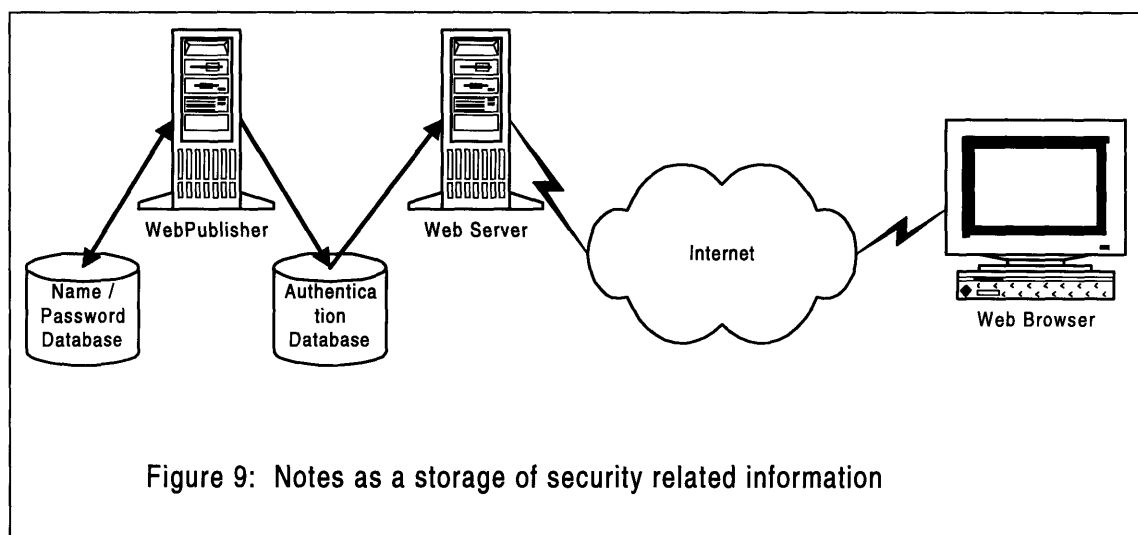 WebPublisher
Web Server
Internet
Name /
Password
Database
Authentica
tion
Database
Web Browser
Figure 9: Notes as a storage of security related information